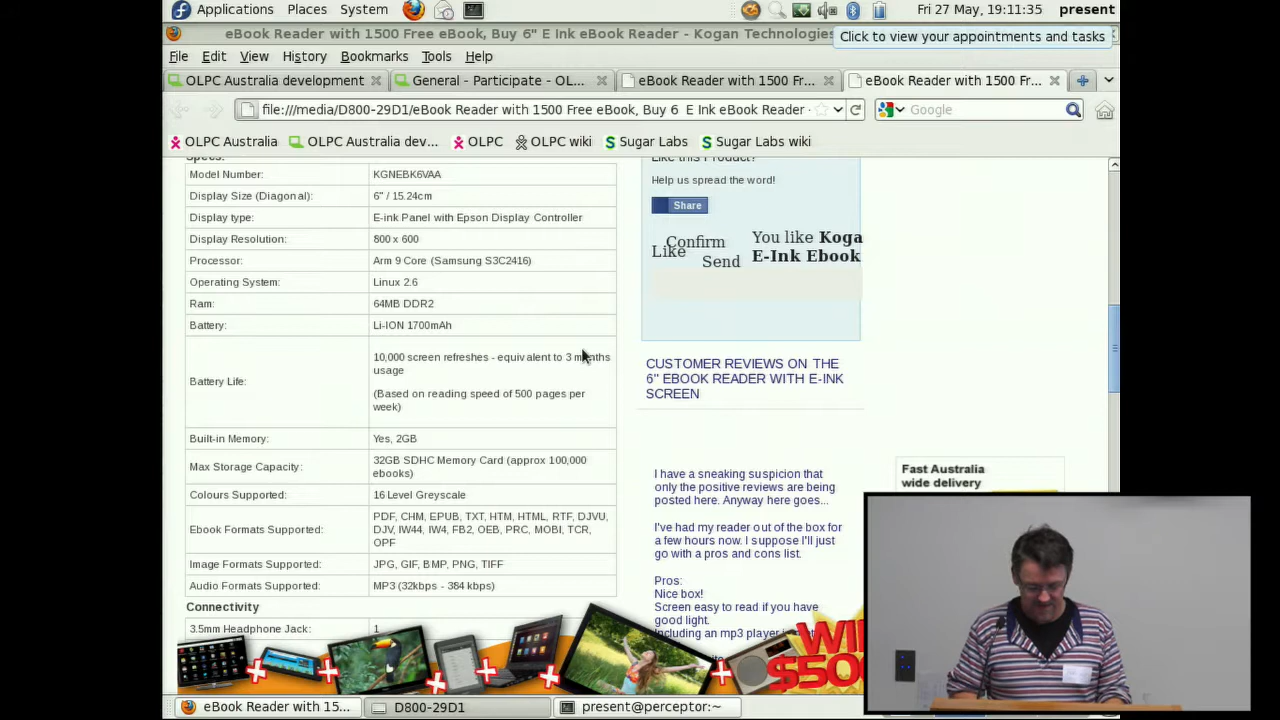 Applications Places System
Fri 27 May, 19:11:35 present
eBook Reader with 1500 Free eBook, Buy 6" E Ink eBook Reader - Kogan Technologies
Click to view your appointments and tasks
File Edit View History Bookmarks Tools Help
OLPC Australia development
General - Participate - OL...
eBook Reader with 1500 Fr...
eBook Reader with 1500 Fr...
file:///media/D800-29D1/eBook Reader with 1500 Free eBook, Buy 6 E Ink eBook Reader -
Google
OLPC Australia OLPC Australia dev... OLPC OLPC wiki Sugar Labs Sugar Labs wiki
Specs:
Model Number: KGNEBK6VAA
Display Size (Diagonal): 6" / 15.24cm
Display type: E-ink Panel with Epson Display Controller
Display Resolution: 800 x 600
Processor: Arm 9 Core (Samsung S3C2416)
Operating System: Linux 2.6
Ram: 64MB DDR2
Battery: Li-ION 1700mAh
Battery Life:
10,000 screen refreshes - equivalent to 3 months
usage
(Based on reading speed of 500 pages per
week)
Built-in Memory: Yes, 2GB
Max Storage Capacity: 32GB SDHC Memory Card (approx 100,000
ebooks)
Colours Supported: 16 Level Greyscale
Ebook Formats Supported: PDF, CHM, EPUB, TXT, HTM, HTML, RTF, DJVU,
DJV, IW44, IW4, FB2, OEB, PRC, MOBI, TCR,
OPF
Image Formats Supported: JPG, GIF, BMP, PNG, TIFF
Audio Formats Supported: MP3 (32kbps - 384 kbps)
Connectivity
3.5mm Headphone Jack: 1
Like this Product?
Help us spread the word!
Share
Like Confirm
Send
You like Koga
E-Ink Ebook
CUSTOMER REVIEWS ON THE
6" EBOOK READER WITH E-INK
SCREEN
I have a sneaking suspicion that
only the positive reviews are being
posted here. Anyway here goes...
I've had my reader out of the box for
a few hours now. I suppose I'll just
go with a pros and cons list.
Pros:
Nice box!
Screen easy to read if you have
good light.
Including an mp3 player
Fast Australia
wide delivery
WIN
$500
eBook Reader with 15...
D800-29D1
present@perceptor:~